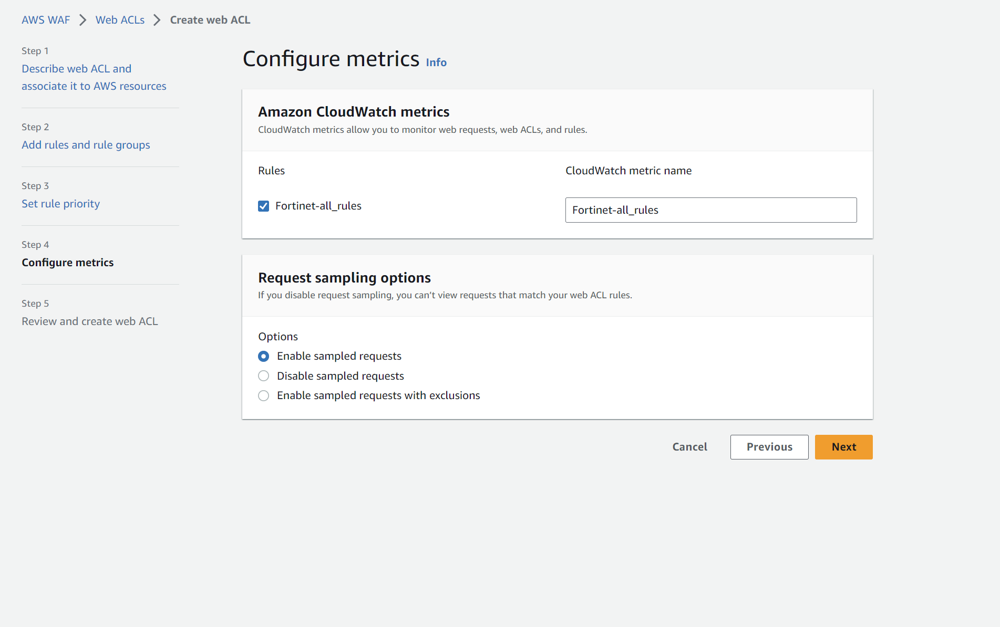 AWS WAF Web ACLs Create web ACL
Step 1
Describe web ACL and
associate it to AWS resources
Step 2
Add rules and rule groups
Step 3
Set rule priority
Step 4
Configure metrics
Step 5
Review and create web ACL
Configure metrics Info
Amazon CloudWatch metrics
CloudWatch metrics allow you to monitor web requests, web ACLs, and rules.
Rules CloudWatch metric name
Fortinet-all_rules Fortinet-all_rules
Request sampling options
If you disable request sampling, you can’t view requests that match your web ACL rules.
Options
Enable sampled requests
Disable sampled requests
Enable sampled requests with exclusions
Cancel Previous Next